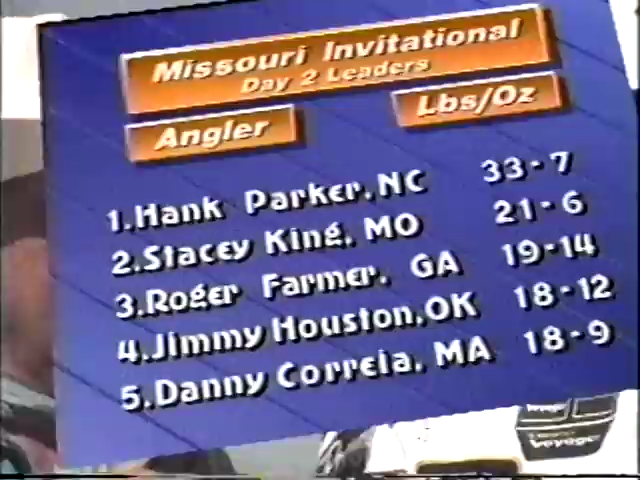 Missouri Invitational
Day 2 Leaders
Angler Lbs/Oz
1.Hank Parker, NC 33-7
2.Stacey King, MO 21-6
3.Roger Farmer, GA 19-14
4.Jimmy Houston, OK 18-12
5.Danny Correia, MA 18-9
Voyager